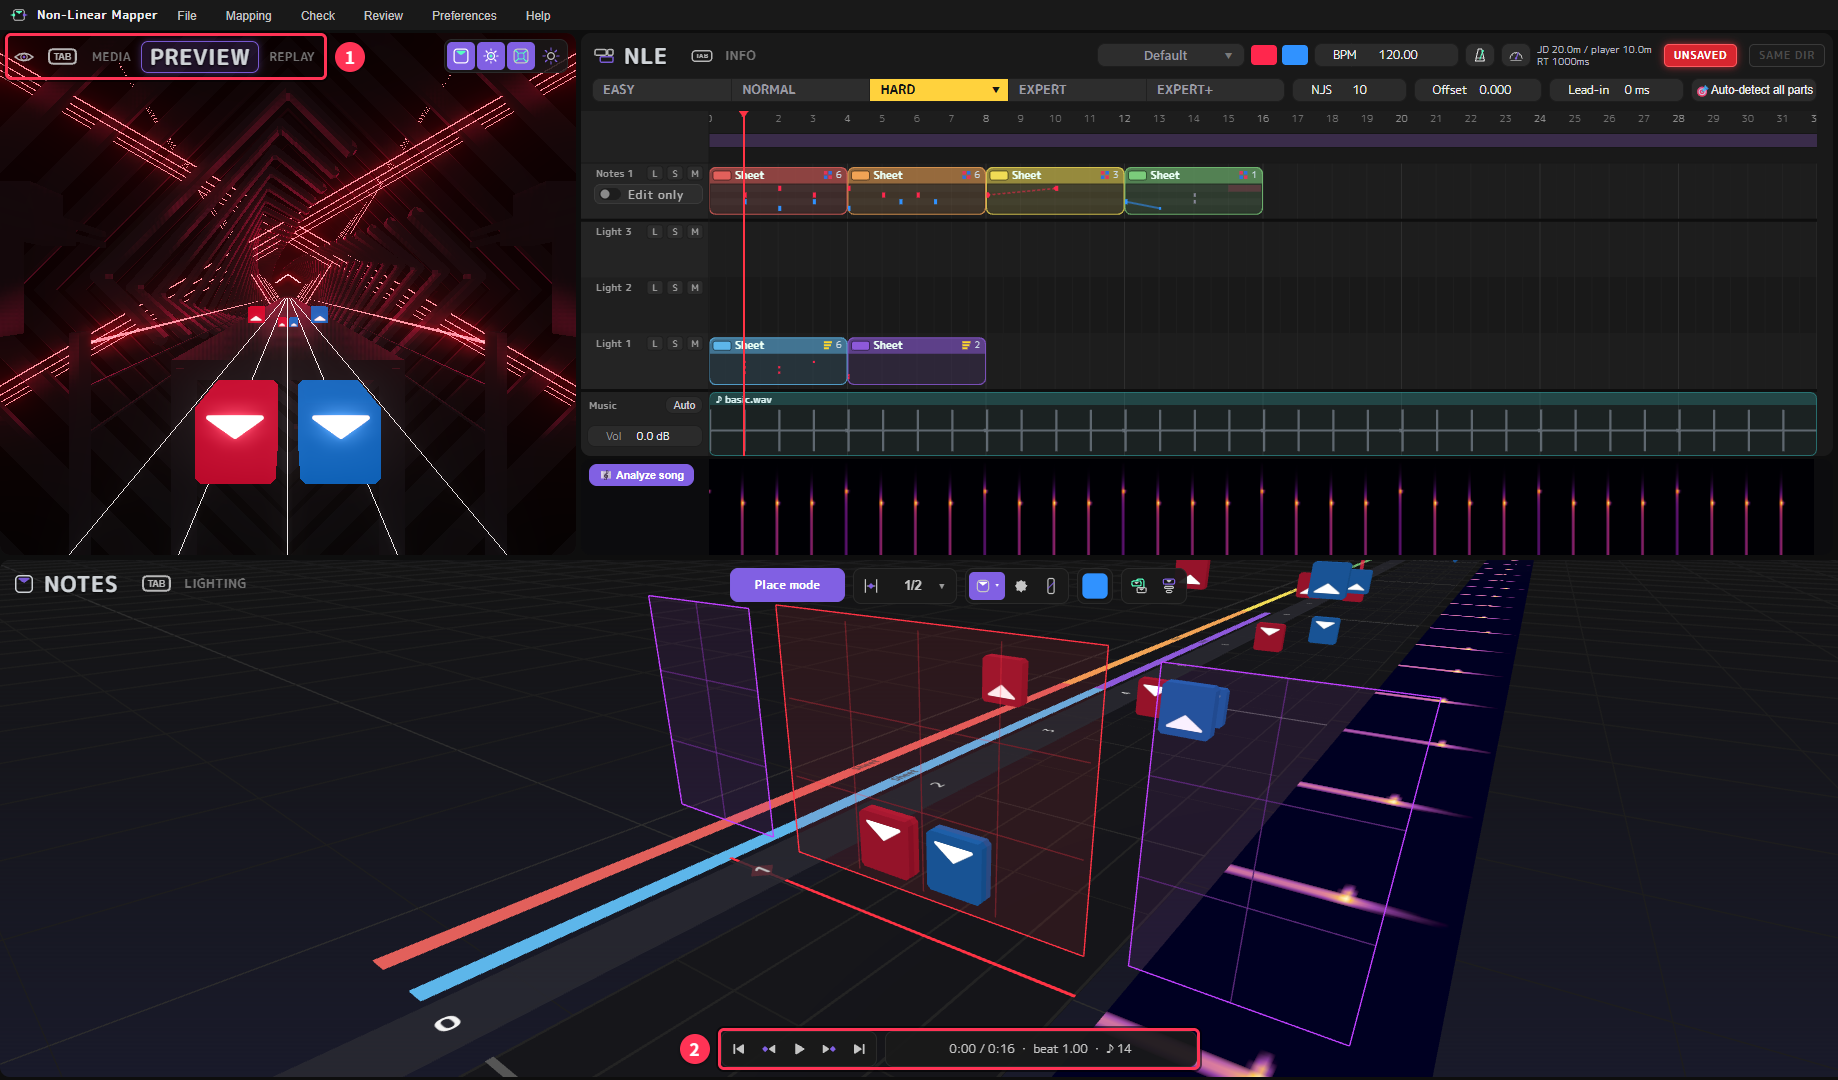 Non-Linear Mapper File Mapping Check Review Preferences Help
TAB MEDIA PREVIEW REPLAY 1
NLE TAB INFO Default BPM 120.00 JD 20.0m / player 10.0m UNSAVED SAME DIR
RT 1000ms
EASY NORMAL HARD EXPERT EXPERT+ NJS 10 Offset 0.000 Lead-in 0 ms Auto-detect all parts
2 3 4 5 6 7 8 9 10 11 12 13 14 15 16 17 18 19 20 21 22 23 24 25 26 27 28 29 30 31 3
Notes 1 L S M Sheet 6 Sheet 6 Sheet 3 Sheet 1
Edit only
Light 3 L S M
Light 2 L S M
Light 1 L S M Sheet 6 Sheet 2
Music Auto ♪ basic.wav
Vol 0.0 dB
Analyze song
NOTES TAB LIGHTING Place mode 1/2
2
1
0
2 0:00 / 0:16 · beat 1.00 · ♪ 14